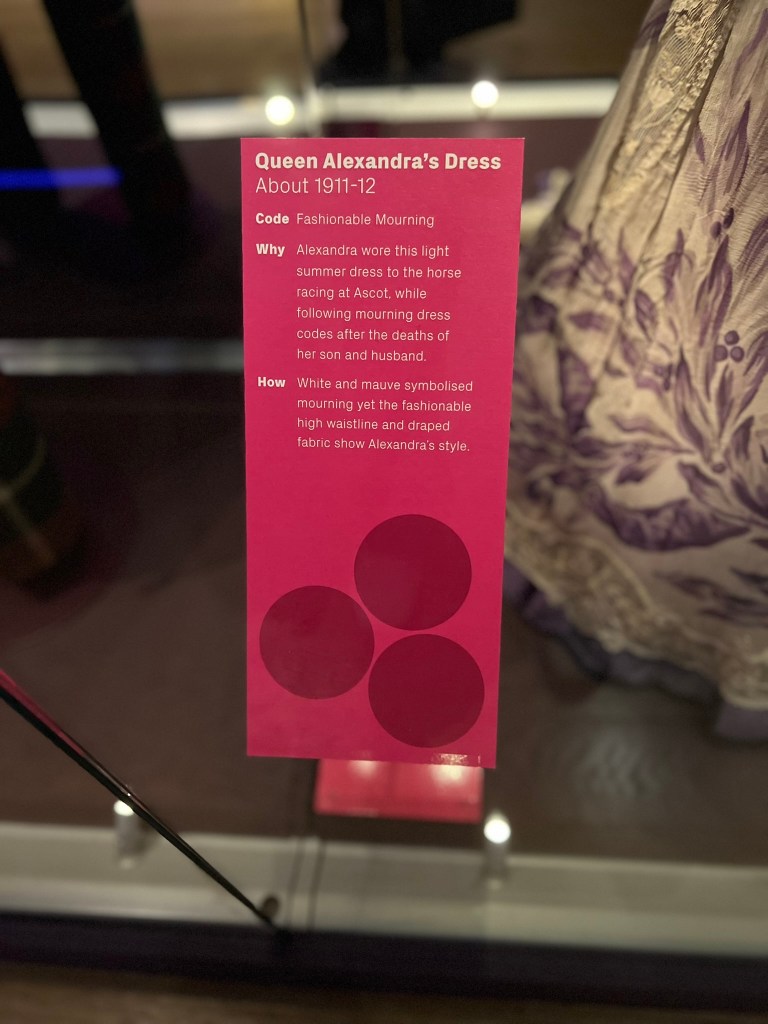 Queen Alexandra's Dress
About 1911-12
Code Fashionable Mourning
Why Alexandra wore this light
summer dress to the horse
racing at Ascot, while
following mourning dress
codes after the deaths of
her son and husband.
How White and mauve symbolised
mourning yet the fashionable
high waistline and draped
fabric show Alexandra's style.